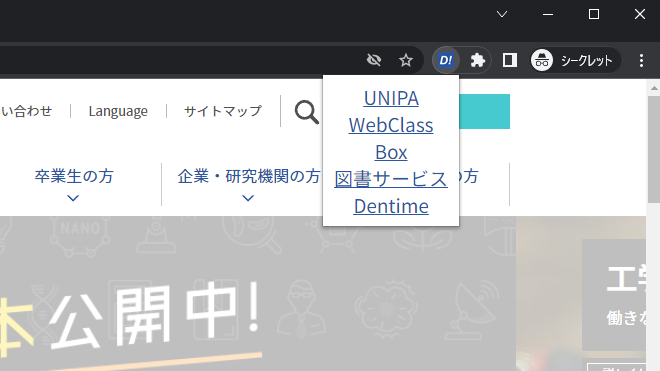 D!
シークレット
い合わせ
Language
サイトマップ
UNIPA
WebClass
Box
図書サービス
Dentime
卒業生の方
企業・研究機関の方
の方
NANO
本公開中!
工学
働きな